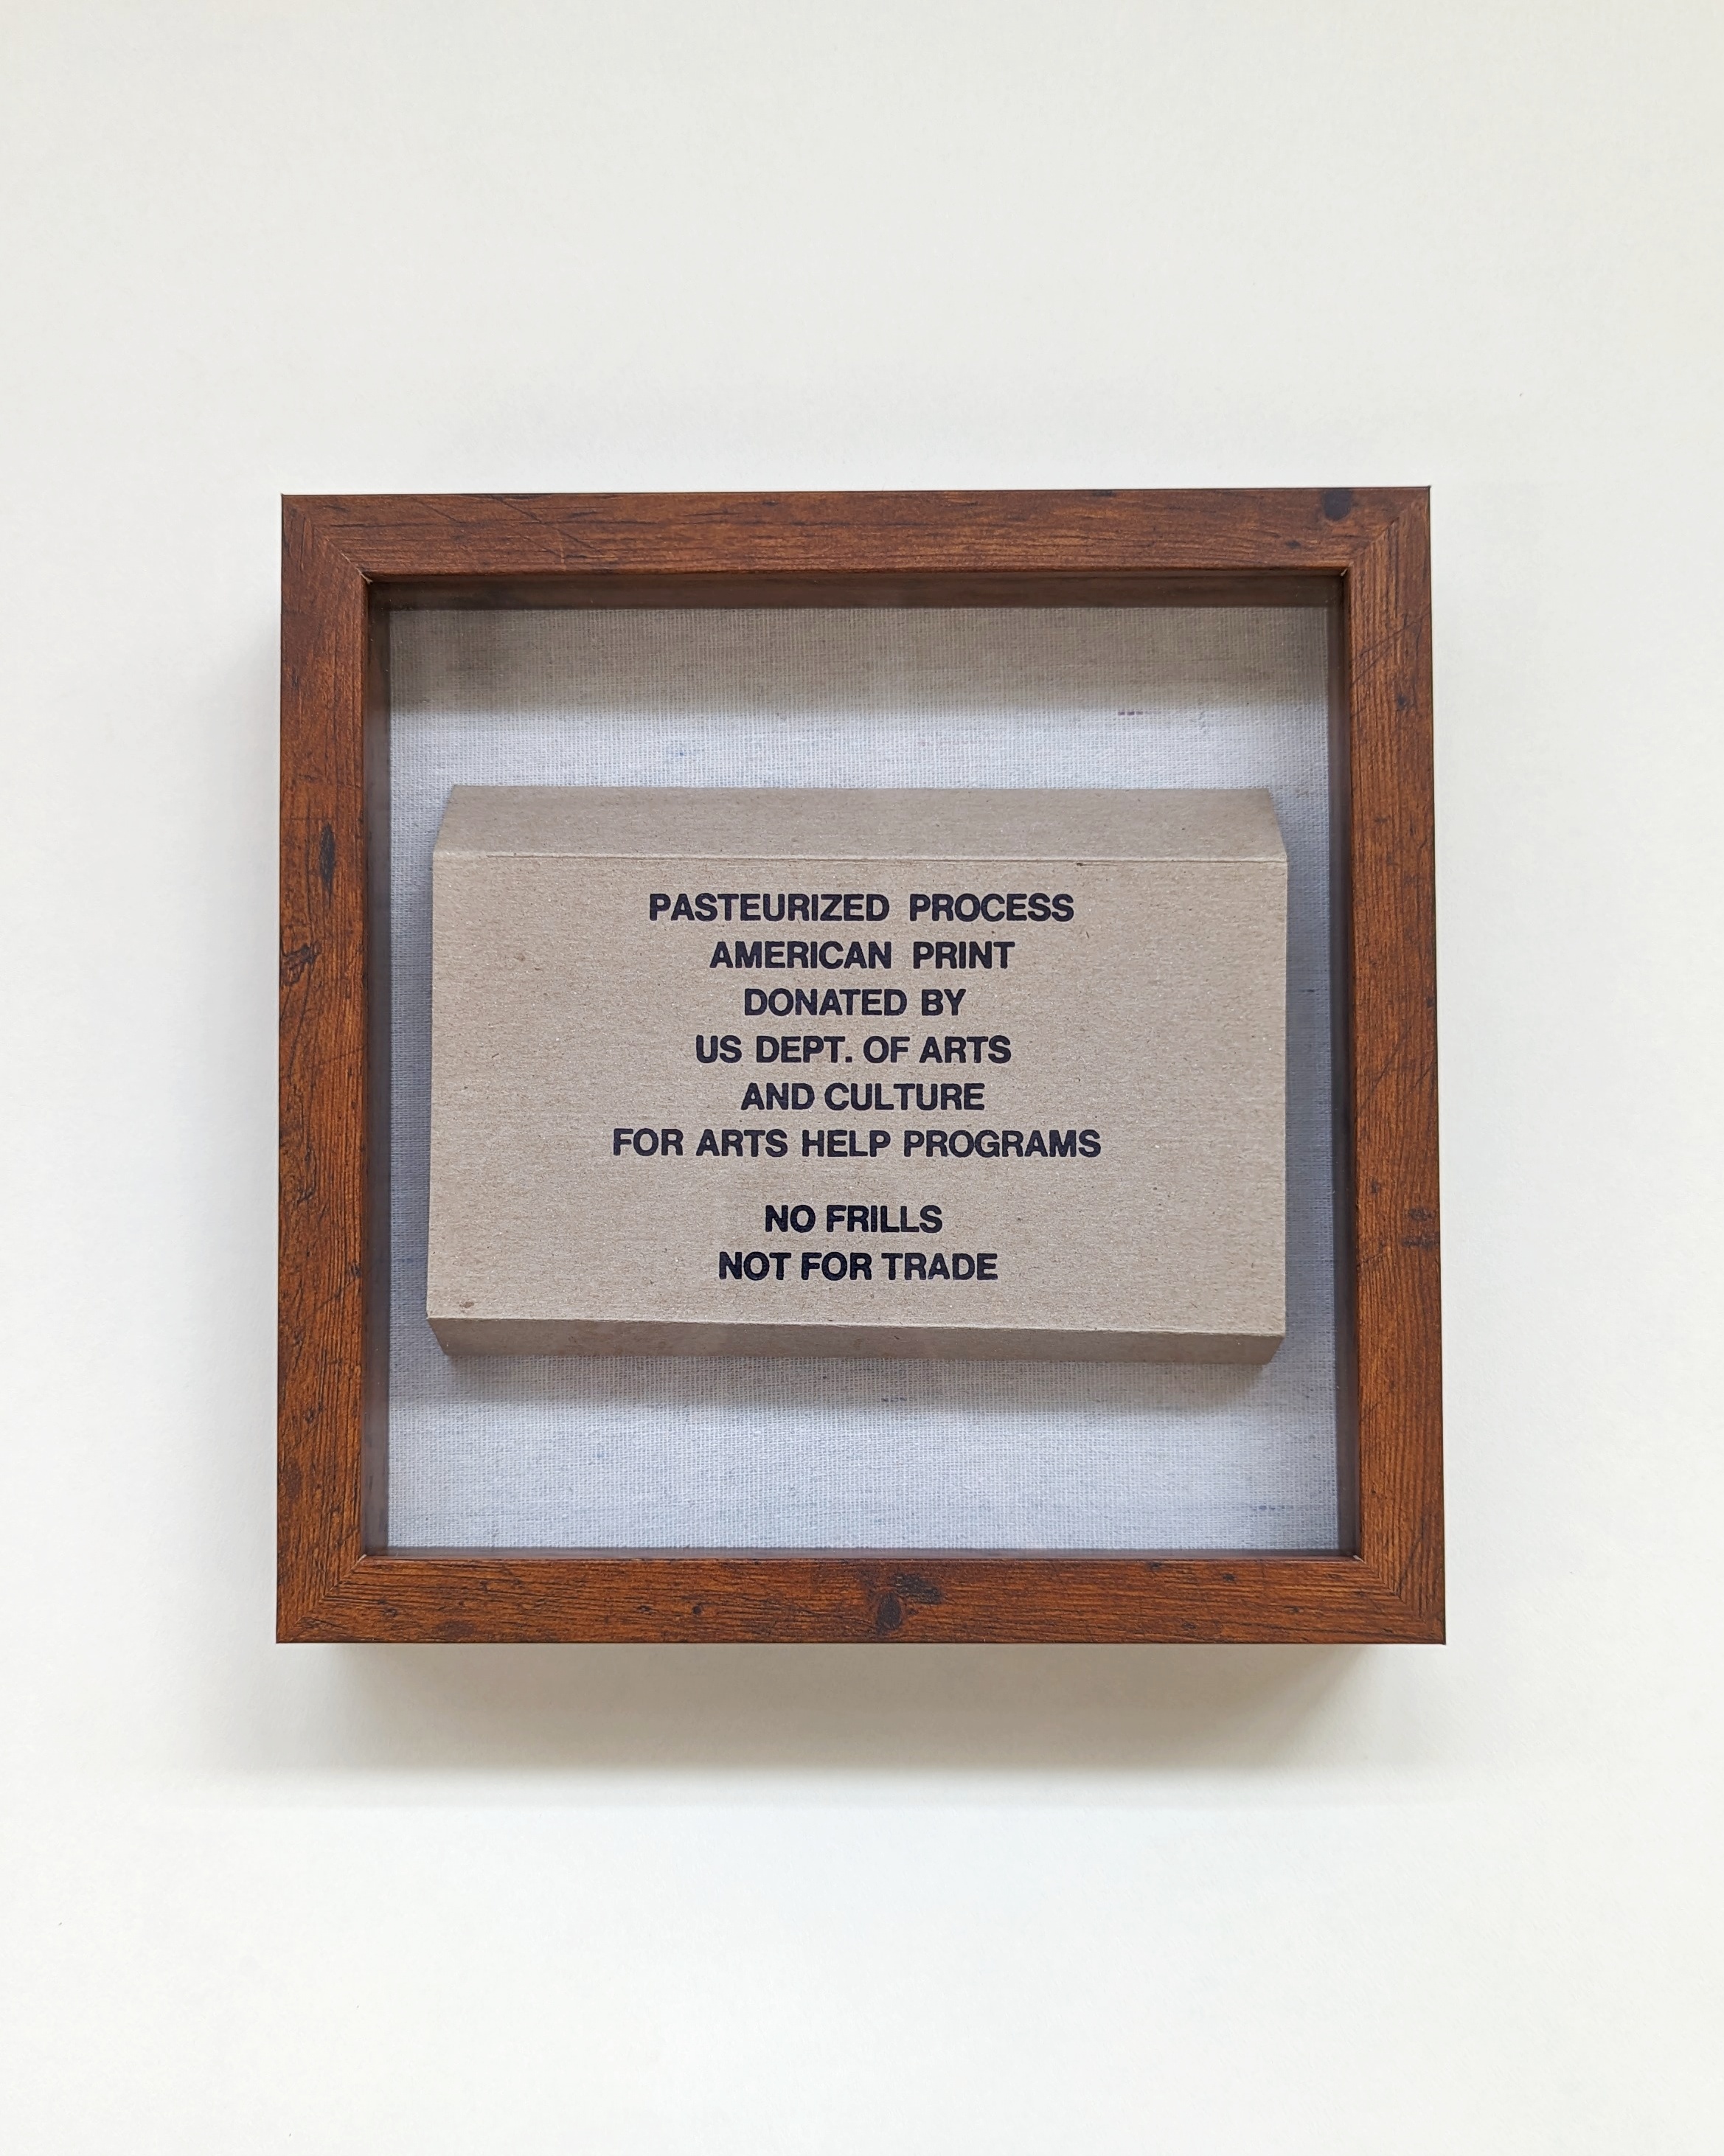 PASTEURIZED PROCESS
AMERICAN PRINT
DONATED BY
US DEPT. OF ARTS
AND CULTURE
FOR ARTS HELP PROGRAMS
NO FRILLS
NOT FOR TRADE